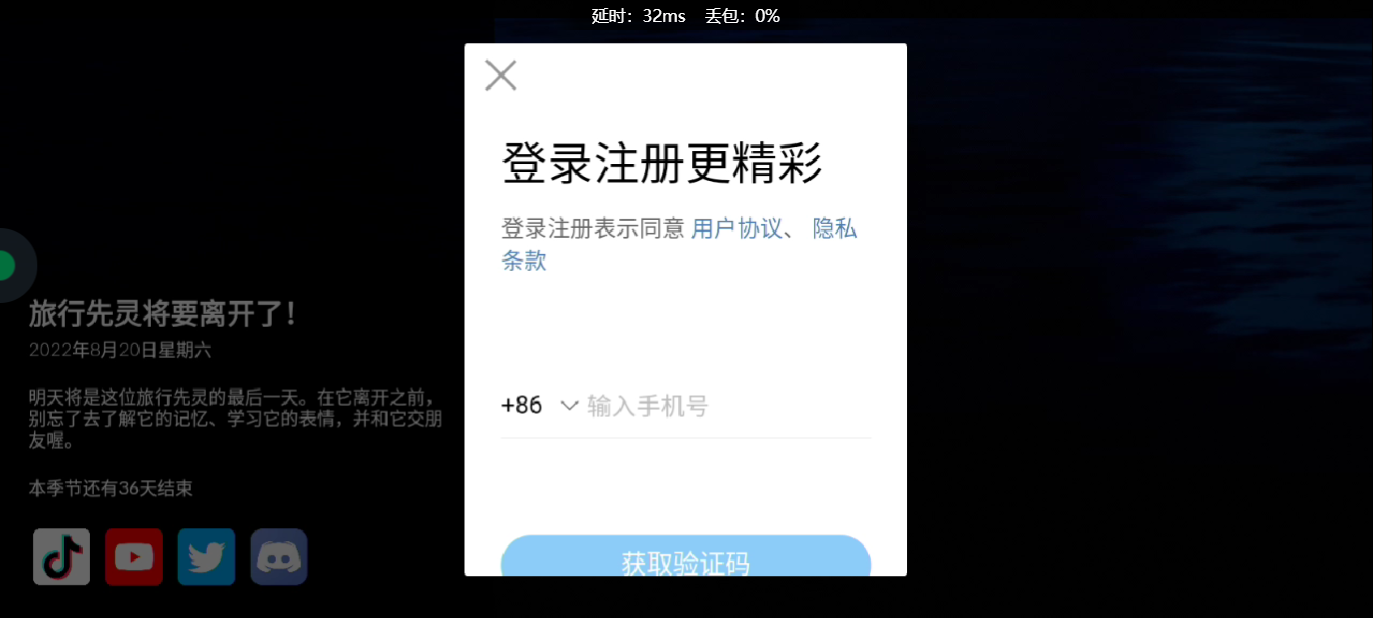 延时：32ms 丢包：0%
登录注册更精彩
登录注册表示同意 用户协议、 隐私
条款
+86 输入手机号
获取验证码
旅行先灵将要离开了！
2022年8月20日星期六
明天将是这位旅行先灵的最后一天。在它离开之前，
别忘了去了解它的记忆、学习它的表情，并和它交朋
友喔。
本季节还有36天结束